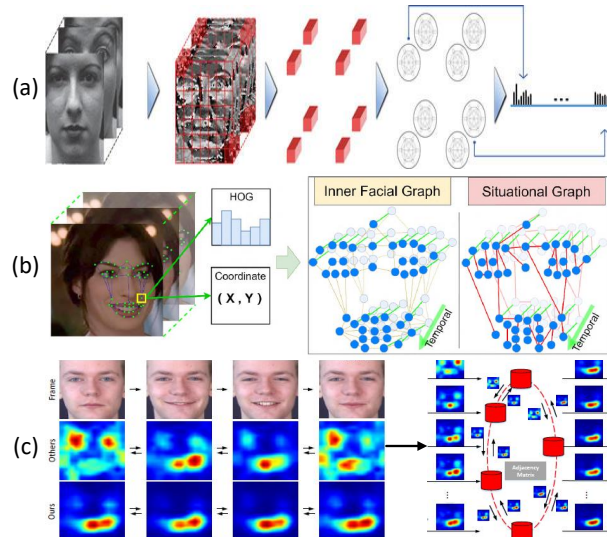 (a)
...
(b)
HOG
Coordinate
( X , Y )
Inner Facial Graph
Situational Graph
Temporal
Temporal
(c)
Frame
Others
Ours
Adjacency
Matrix
...
...